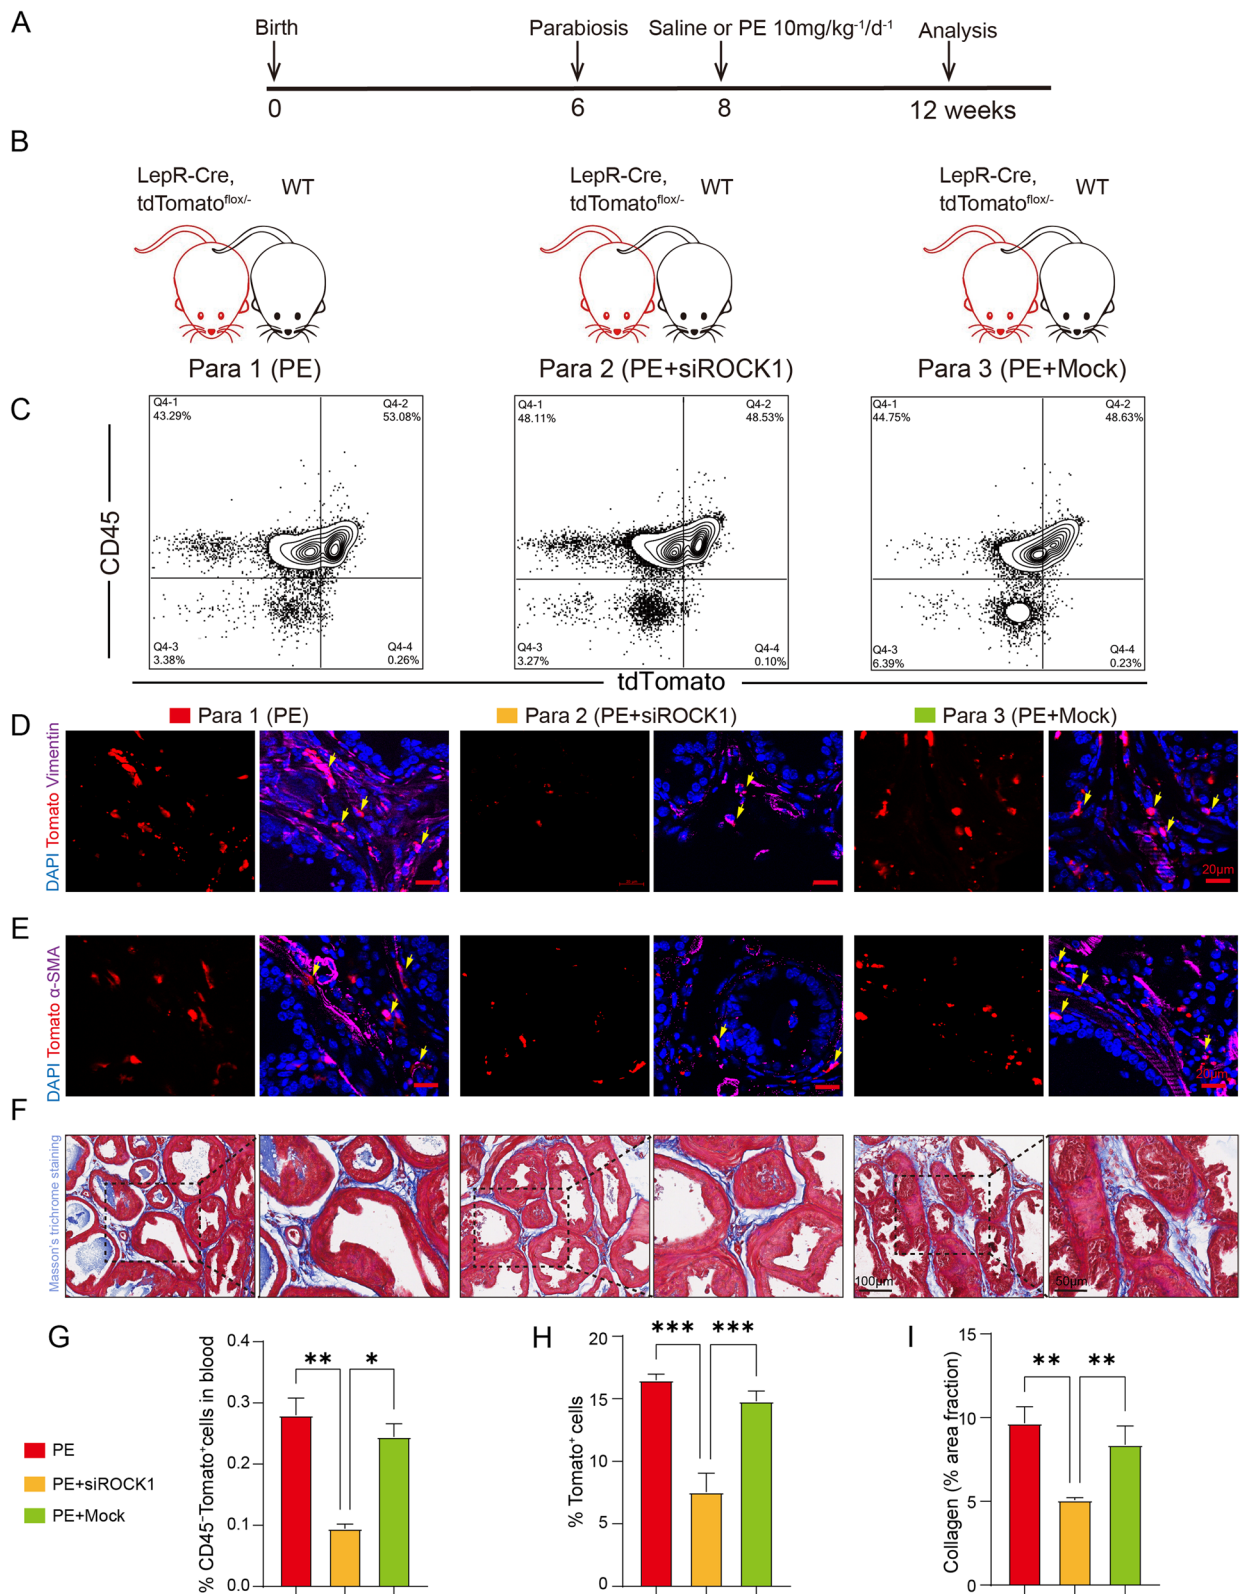 A
Birth
Parabiosis
Saline or PE 10mg/kg⁻¹/d⁻¹
Analysis
0
6
8
12 weeks
B
LepR-Cre,
tdTomatoflox/-
WT
LepR-Cre,
tdTomatoflox/-
WT
LepR-Cre,
tdTomatoflox/-
WT
Para 1 (PE)
Para 2 (PE+siROCK1)
Para 3 (PE+Mock)
C
CD45
Q4-1
43.29%
Q4-2
53.08%
Q4-3
3.38%
Q4-4
0.26%
Q4-1
48.11%
Q4-2
48.53%
Q4-3
3.27%
Q4-4
0.10%
Q4-1
44.75%
Q4-2
48.63%
Q4-3
6.39%
Q4-4
0.23%
tdTomato
Para 1 (PE)
Para 2 (PE+siROCK1)
Para 3 (PE+Mock)
D
DAPI Tomato Vimentin
20μm
E
DAPI Tomato α-SMA
20μm
F
Masson's trichrome staining
100μm
50μm
PE
PE+siROCK1
PE+Mock
G
% CD45⁻Tomato⁺cells in blood
0.4
0.3
0.2
0.1
0.0
** *
H
% Tomato⁺ cells
20
15
10
5
0
*** ***
I
Collagen (% area fraction)
15
10
5
0
** **